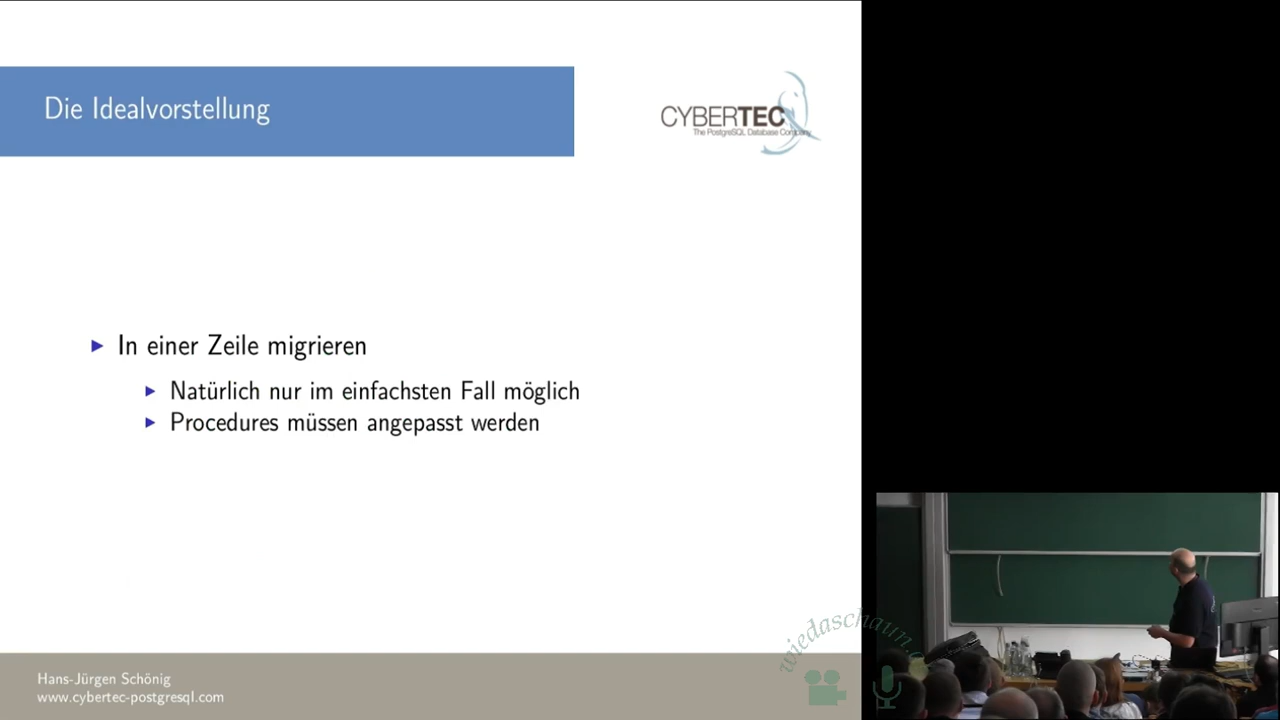 Die Idealvorstellung
CYBERTEC
The PostgreSQL Database Company
In einer Zeile migrieren
Natürlich nur im einfachsten Fall möglich
Procedures müssen angepasst werden
Hans-Jürgen Schönig
www.cybertec-postgresql.com
wiedaschaun.